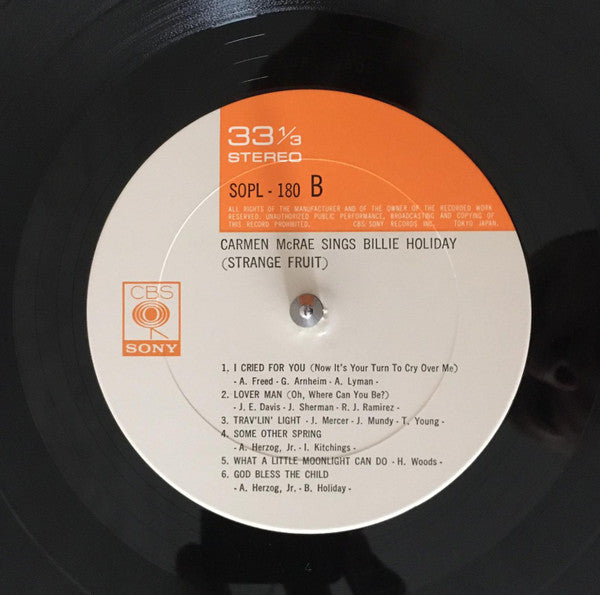 33 1/3
STEREO
SOPL - 180 B
ALL RIGHTS OF THE MANUFACTURER AND OF THE OWNER OF THE RECORDED WORK
RESERVED. UNAUTHORIZED PUBLIC PERFORMANCE, BROADCASTING AND COPYING OF
THIS RECORD PROHIBITED. CBS/SONY RECORDS INC. TOKYO JAPAN.
CARMEN McRAE SINGS BILLIE HOLIDAY
(STRANGE FRUIT)
CBS
SONY
1. I CRIED FOR YOU (Now It's Your Turn To Cry Over Me)
- A. Freed - G. Arnheim - A. Lyman -
2. LOVER MAN (Oh, Where Can You Be?)
- J. E. Davis - J. Sherman - R. J. Ramirez -
3. TRAV'LIN' LIGHT - J. Mercer - J. Mundy - T. Young -
4. SOME OTHER SPRING
- A. Herzog, Jr. - I. Kitchings -
5. WHAT A LITTLE MOONLIGHT CAN DO - H. Woods -
6. GOD BLESS THE CHILD
- A. Herzog, Jr. - B. Holiday -